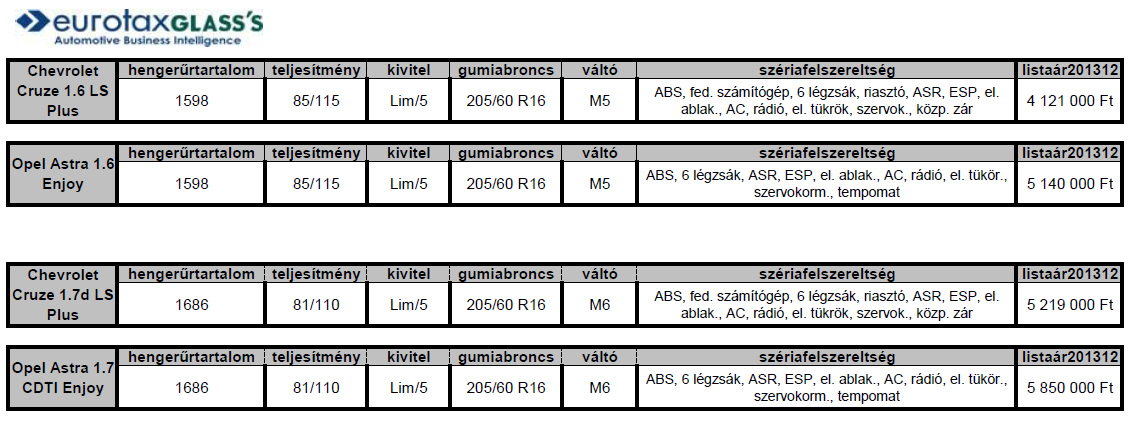 eurotaxGLASS'S
Automotive Business Intelligence
Chevrolet Cruze 1.6 LS Plus
hengerűrtartalom teljesítmény kivitel gumiabroncs váltó szériafelszereltség listaár201312
1598 85/115 Lim/5 205/60 R16 M5 ABS, fed. számítógép, 6 légzsák, riasztó, ASR, ESP, el. ablak., AC, rádió, el. tükrök, szervok., közp. zár 4 121 000 Ft
Opel Astra 1.6 Enjoy
hengerűrtartalom teljesítmény kivitel gumiabroncs váltó szériafelszereltség listaár201312
1598 85/115 Lim/5 205/60 R16 M5 ABS, 6 légzsák, ASR, ESP, el. ablak., AC, rádió, el. tükör., szervokorm., tempomat 5 140 000 Ft
Chevrolet Cruze 1.7d LS Plus
hengerűrtartalom teljesítmény kivitel gumiabroncs váltó szériafelszereltség listaár201312
1686 81/110 Lim/5 205/60 R16 M6 ABS, fed. számítógép, 6 légzsák, riasztó, ASR, ESP, el. ablak., AC, rádió, el. tükrök, szervok., közp. zár 5 219 000 Ft
Opel Astra 1.7 CDTI Enjoy
hengerűrtartalom teljesítmény kivitel gumiabroncs váltó szériafelszereltség listaár201312
1686 81/110 Lim/5 205/60 R16 M6 ABS, 6 légzsák, ASR, ESP, el. ablak., AC, rádió, el. tükör., szervokorm., tempomat 5 850 000 Ft